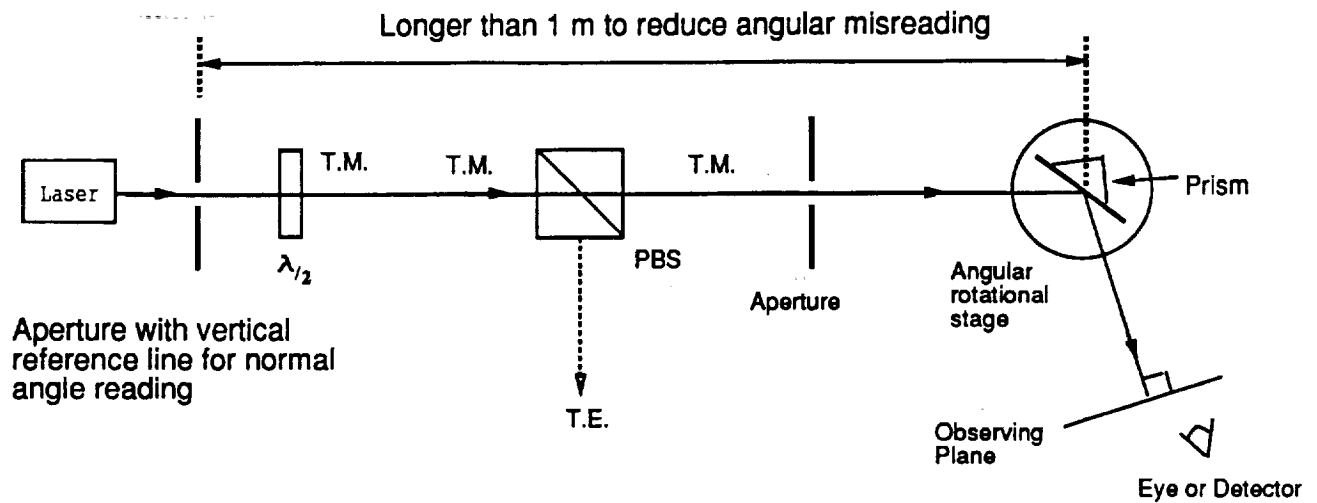 Longer than 1 m to reduce angular misreading
Laser
T.M.
T.M.
T.M.
λ/2
PBS
Prism
Aperture
Angular
rotational
stage
Aperture with vertical
reference line for normal
angle reading
T.E.
Observing
Plane
Eye or Detector